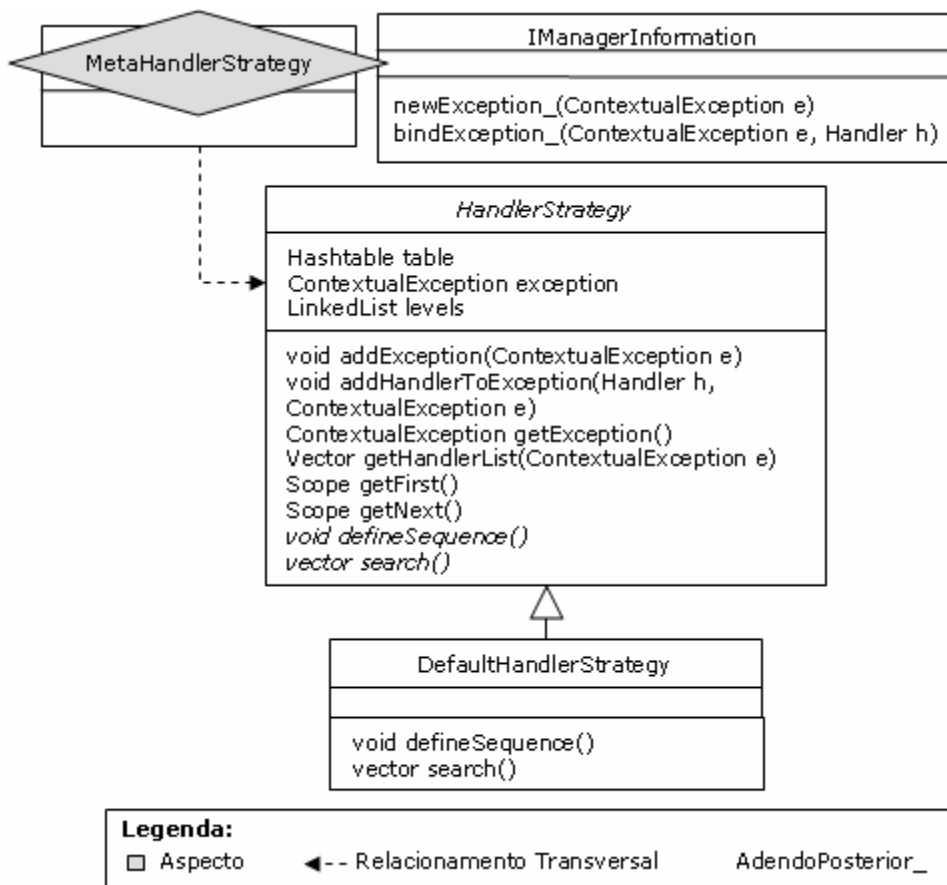 MetaHandlerStrategy
IManagerInformation
newException_(ContextualException e)
bindException_(ContextualException e, Handler h)
HandlerStrategy
Hashtable table
ContextualException exception
LinkedList levels
void addException(ContextualException e)
void addHandlerToException(Handler h,
ContextualException e)
ContextualException getException()
Vector getHandlerList(ContextualException e)
Scope getFirst()
Scope getNext()
void defineSequence()
vector search()
DefaultHandlerStrategy
void defineSequence()
vector search()
Legenda:
Aspecto
Relacionamento Transversal
AdendoPosterior_